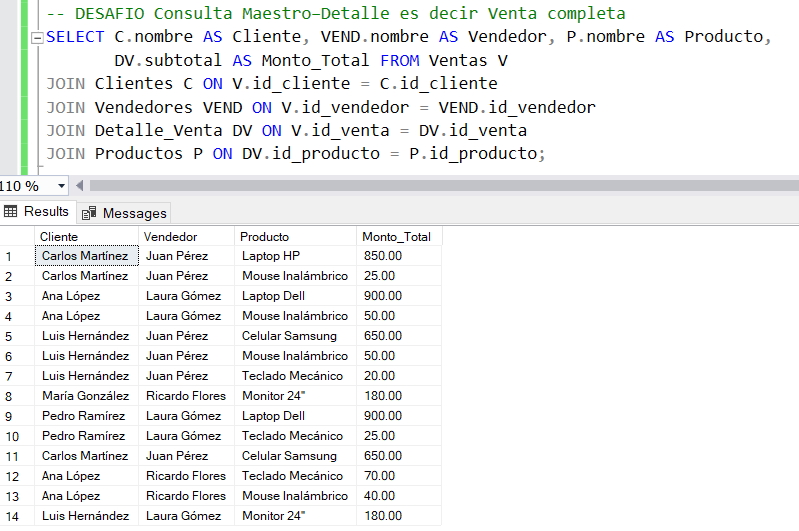 -- DESAFIO Consulta Maestro–Detalle es decir Venta completa
SELECT C.nombre AS Cliente, VEND.nombre AS Vendedor, P.nombre AS Producto,
DV.subtotal AS Monto_Total FROM Ventas V
JOIN Clientes C ON V.id_cliente = C.id_cliente
JOIN Vendedores VEND ON V.id_vendedor = VEND.id_vendedor
JOIN Detalle_Venta DV ON V.id_venta = DV.id_venta
JOIN Productos P ON DV.id_producto = P.id_producto;
110 %
Results Messages
Cliente Vendedor Producto Monto_Total
1 Carlos Martínez Juan Pérez Laptop HP 850.00
2 Carlos Martínez Juan Pérez Mouse Inalámbrico 25.00
3 Ana López Laura Gómez Laptop Dell 900.00
4 Ana López Laura Gómez Mouse Inalámbrico 50.00
5 Luis Hernández Juan Pérez Celular Samsung 650.00
6 Luis Hernández Juan Pérez Mouse Inalámbrico 50.00
7 Luis Hernández Juan Pérez Teclado Mecánico 20.00
8 María González Ricardo Flores Monitor 24" 180.00
9 Pedro Ramírez Laura Gómez Laptop Dell 900.00
10 Pedro Ramírez Laura Gómez Teclado Mecánico 25.00
11 Carlos Martínez Juan Pérez Celular Samsung 650.00
12 Ana López Ricardo Flores Teclado Mecánico 70.00
13 Ana López Ricardo Flores Mouse Inalámbrico 40.00
14 Luis Hernández Laura Gómez Monitor 24" 180.00